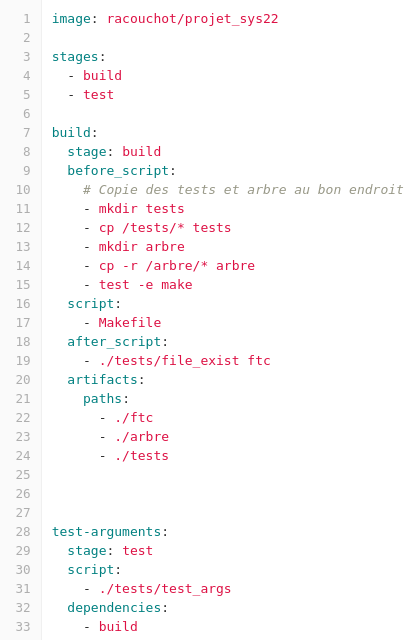 1 image: racouchot/projet_sys22
2
3 stages:
4   - build
5   - test
6
7 build:
8   stage: build
9   before_script:
10     # Copie des tests et arbre au bon endroit
11     - mkdir tests
12     - cp /tests/* tests
13     - mkdir arbre
14     - cp -r /arbre/* arbre
15     - test -e make
16   script:
17     - Makefile
18   after_script:
19     - ./tests/file_exist ftc
20   artifacts:
21     paths:
22       - ./ftc
23       - ./arbre
24       - ./tests
25
26
27
28 test-arguments:
29   stage: test
30   script:
31     - ./tests/test_args
32   dependencies:
33     - build